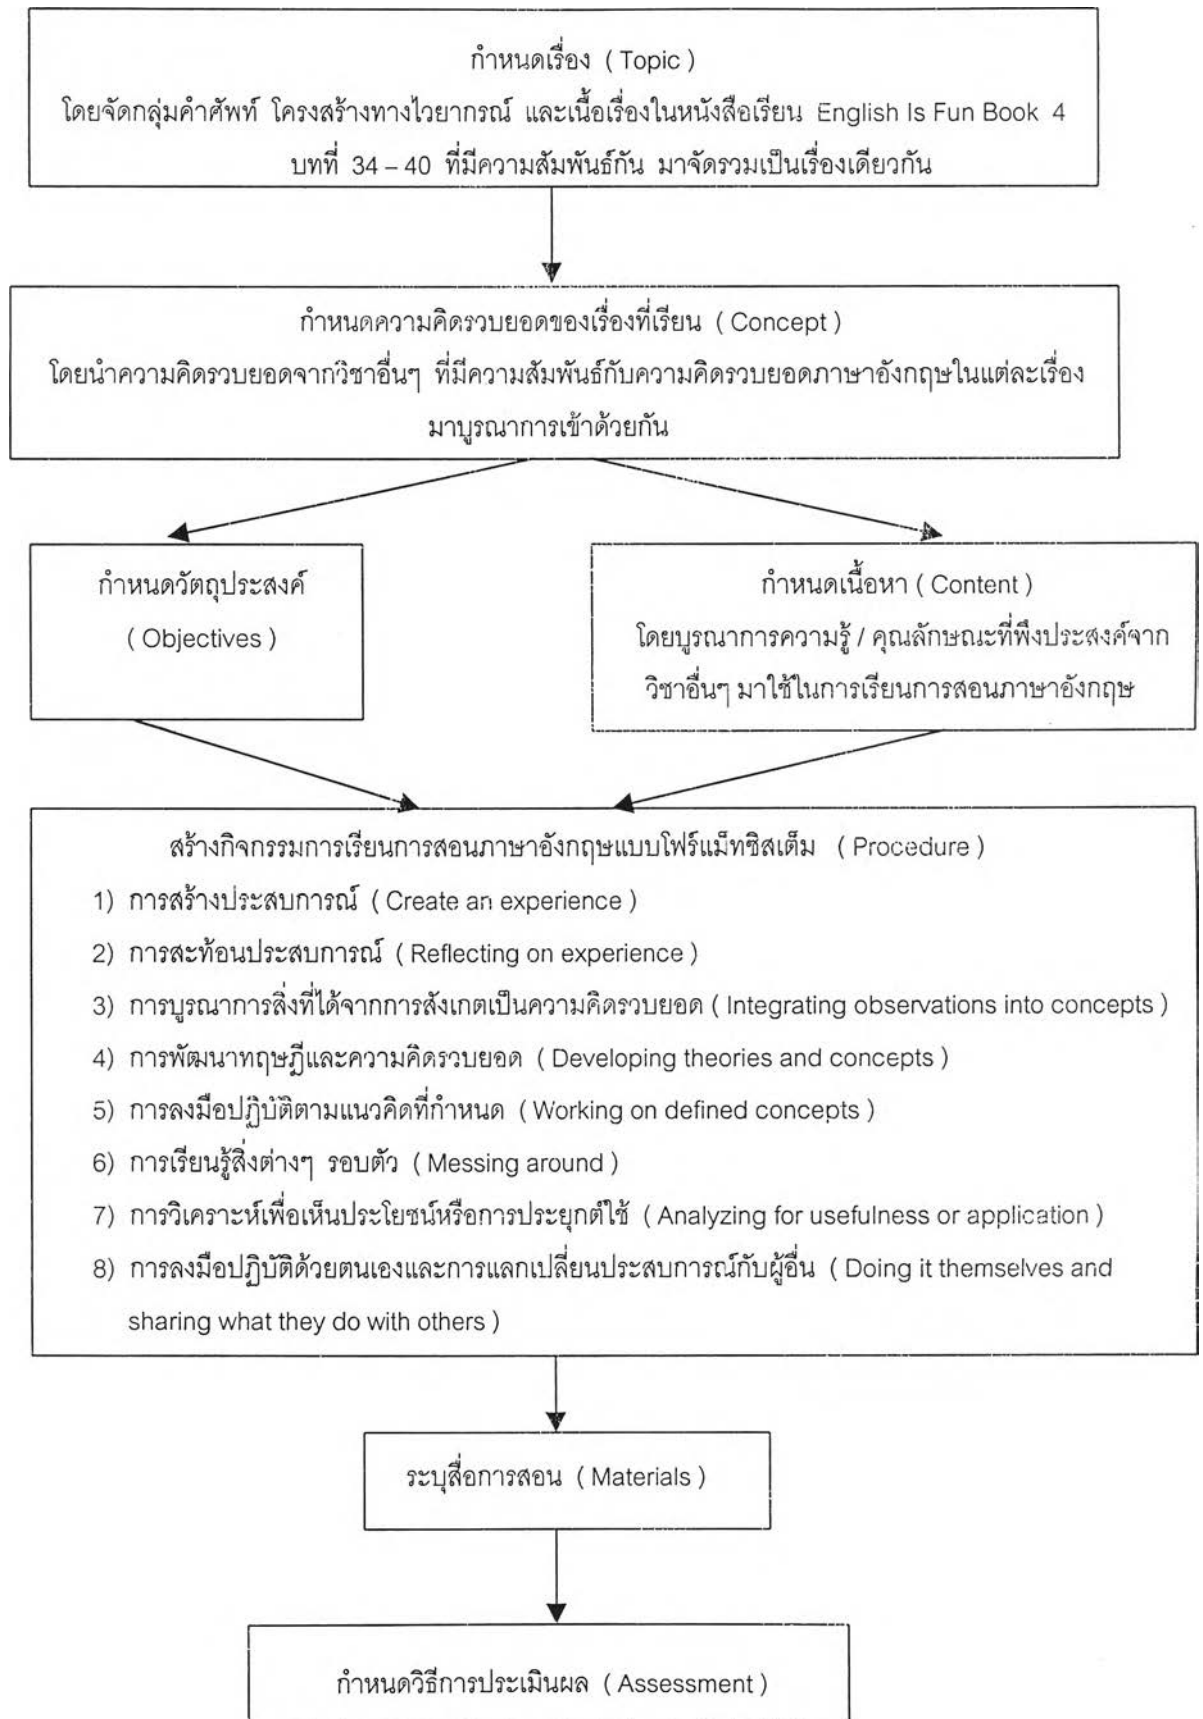 กำหนดเรื่อง ( Topic )
โดยจัดกลุ่มคำศัพท์ โครงสร้างทางไวยากรณ์ และเนื้อเรื่องในหนังสือเรียน English Is Fun Book 4
บทที่ 34 – 40 ที่มีความสัมพันธ์กัน มาจัดรวมเป็นเรื่องเดียวกัน
กำหนดความคิดรวบยอดของเรื่องที่เรียน ( Concept )
โดยนำความคิดรวบยอดจากวิชาอื่นๆ ที่มีความสัมพันธ์กับความคิดรวบยอดภาษาอังกฤษในแต่ละเรื่อง
มาบูรณาการเข้าด้วยกัน
กำหนดวัตถุประสงค์
( Objectives )
กำหนดเนื้อหา ( Content )
โดยบูรณาการความรู้ / คุณลักษณะที่พึงประสงค์จาก
วิชาอื่นๆ มาใช้ในการเรียนการสอนภาษาอังกฤษ
สร้างกิจกรรมการเรียนการสอนภาษาอังกฤษแบบโฟร์แม็ทซิสเต็ม ( Procedure )
1) การสร้างประสบการณ์ ( Create an experience )
2) การสะท้อนประสบการณ์ ( Reflecting on experience )
3) การบูรณาการสิ่งที่ได้จากการสังเกตเป็นความคิดรวบยอด ( Integrating observations into concepts )
4) การพัฒนาทฤษฎีและความคิดรวบยอด ( Developing theories and concepts )
5) การลงมือปฏิบัติตามแนวคิดที่กำหนด ( Working on defined concepts )
6) การเรียนรู้สิ่งต่างๆ รอบตัว ( Messing around )
7) การวิเคราะห์เพื่อเห็นประโยชน์หรือการประยุกต์ใช้ ( Analyzing for usefulness or application )
8) การลงมือปฏิบัติด้วยตนเองและการแลกเปลี่ยนประสบการณ์กับผู้อื่น ( Doing it themselves and
sharing what they do with others )
ระบุสื่อการสอน ( Materials )
กำหนดวิธีการประเมินผล ( Assessment )